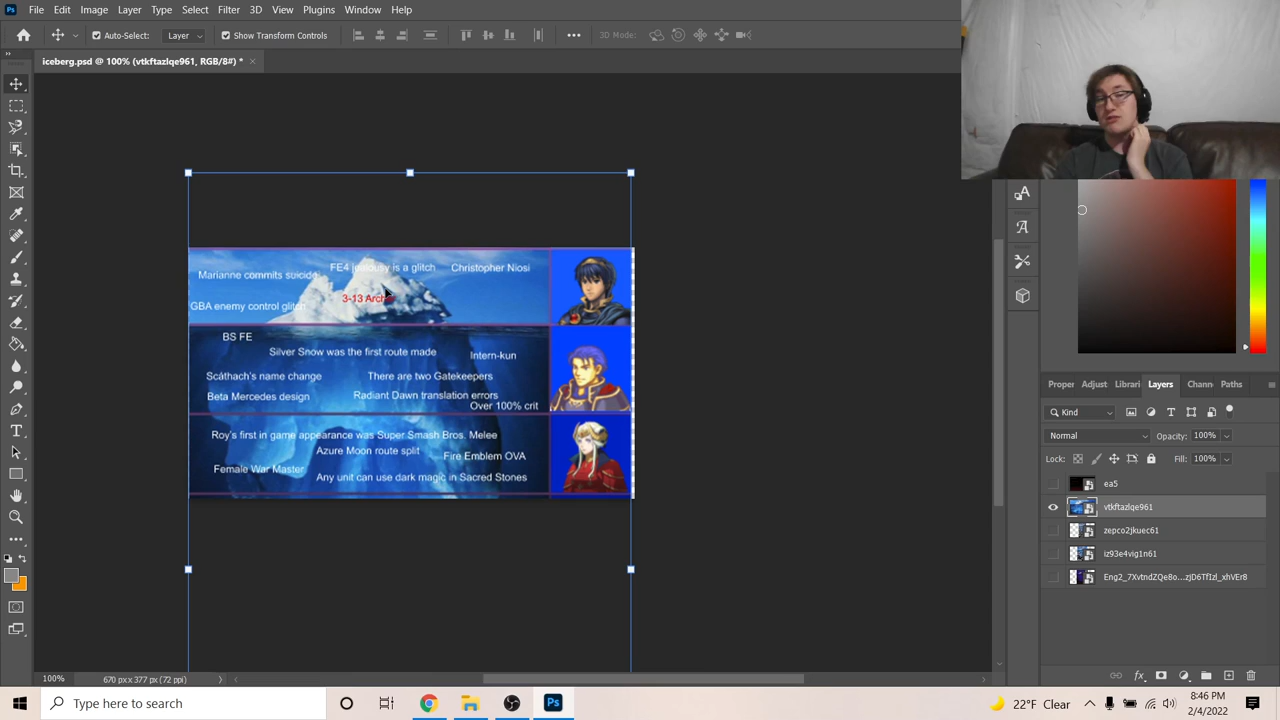 Ps File Edit Image Layer Type Select Filter 3D View Plugins Window Help
Auto-Select: Layer Show Transform Controls 3D Mode:
iceberg.psd @ 100% (vtkftazlqe961, RGB/8#) *
Marianne commits suicide
FE4 jealousy is a glitch
Christopher Niosi
GBA enemy control glitch
3-13 Archer
BS FE
Silver Snow was the first route made
Intern-kun
Scáthach's name change
There are two Gatekeepers
Beta Mercedes design
Radiant Dawn translation errors
Over 100% crit
Roy's first in game appearance was Super Smash Bros. Melee
Azure Moon route split
Fire Emblem OVA
Female War Master
Any unit can use dark magic in Sacred Stones
Proper Adjust Librari Layers Chann Paths
Kind
Normal Opacity: 100%
Lock: Fill: 100%
ea5
vtkftazlqe961
zepco2jkuec61
iz93e4vig1n61
Eng2_7XvtndZQe8o...zjD6TfIzl_xhVEr8
100% 670 px x 377 px (72 ppi)
Type here to search
22°F Clear
8:46 PM
2/4/2022